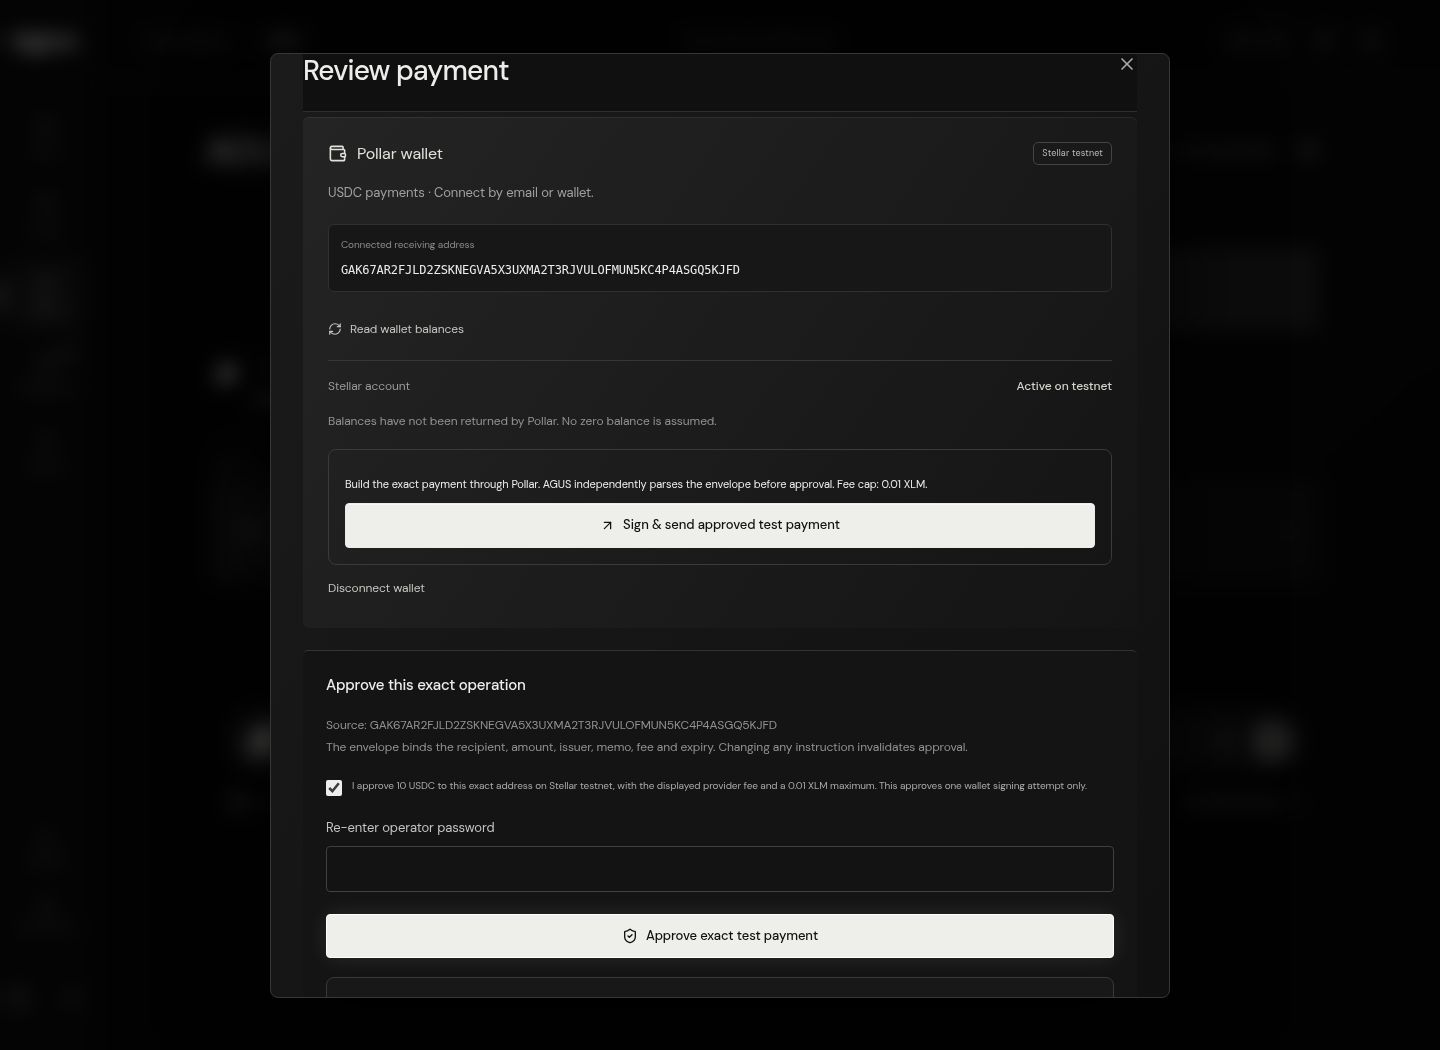 Review payment
Pollar wallet
Stellar testnet
USDC payments · Connect by email or wallet.
Connected receiving address
GAK67AR2FJLD2ZSKNEGVA5X3UXMA2T3RJVULOFMUN5KC4P4ASGQ5KJFD
Read wallet balances
Stellar account
Active on testnet
Balances have not been returned by Pollar. No zero balance is assumed.
Build the exact payment through Pollar. AGUS independently parses the envelope before approval. Fee cap: 0.01 XLM.
Sign & send approved test payment
Disconnect wallet
Approve this exact operation
Source: GAK67AR2FJLD2ZSKNEGVA5X3UXMA2T3RJVULOFMUN5KC4P4ASGQ5KJFD
The envelope binds the recipient, amount, issuer, memo, fee and expiry. Changing any instruction invalidates approval.
I approve 10 USDC to this exact address on Stellar testnet, with the displayed provider fee and a 0.01 XLM maximum. This approves one wallet signing attempt only.
Re-enter operator password
Approve exact test payment